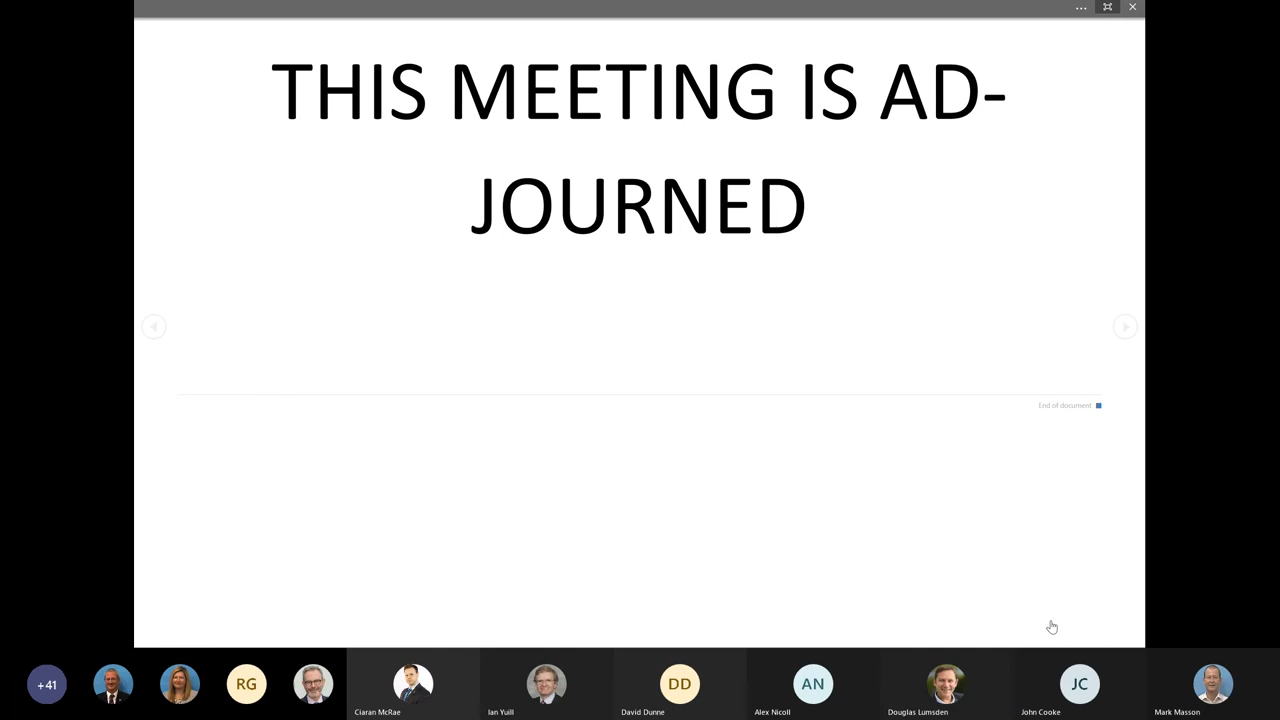 THIS MEETING IS AD-
JOURNED
End of document
+41
RG
DD
AN
JC
Ciaran McRae
Ian Yuill
David Dunne
Alex Nicoll
Douglas Lumsden
John Cooke
Mark Masson